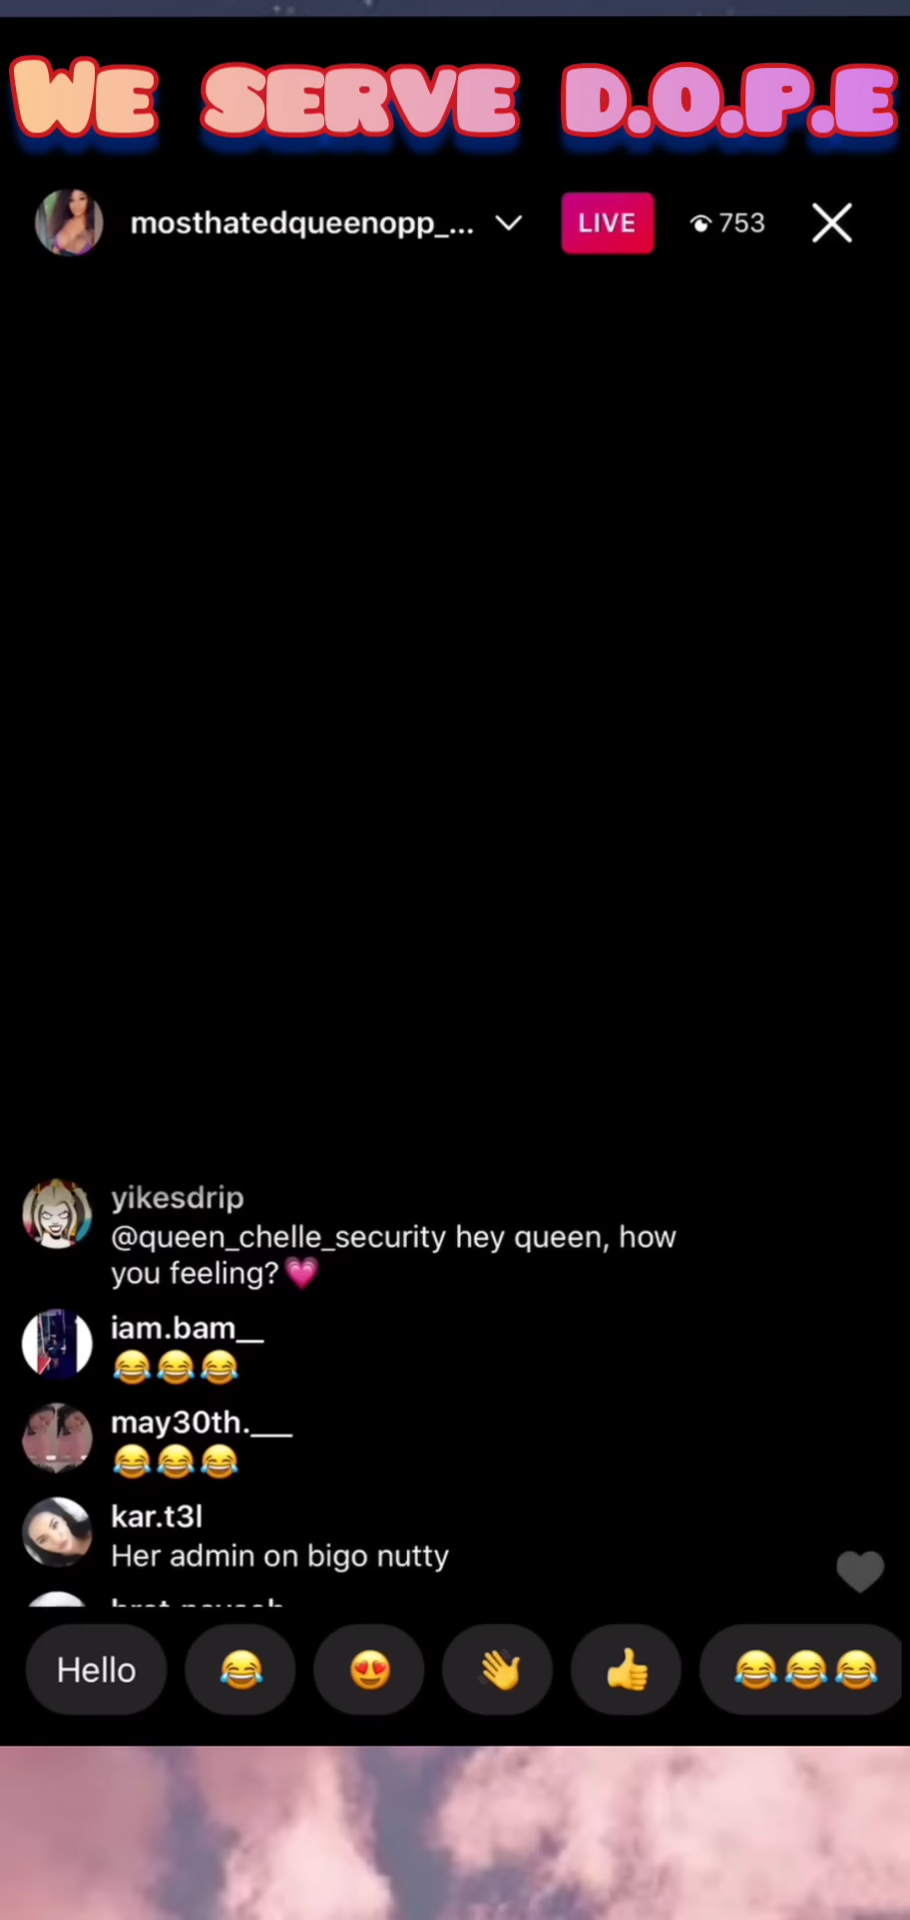 WE SERVE D.O.P.E
mosthatedqueenopp_... LIVE 753
yikesdrip
@queen_chelle_security hey queen, how
you feeling?💗
iam.bam__
😂😂😂
may30th.___
😂😂😂
kar.t3l
Her admin on bigo nutty
Hello 😂 😍 👋 👍 😂😂😂